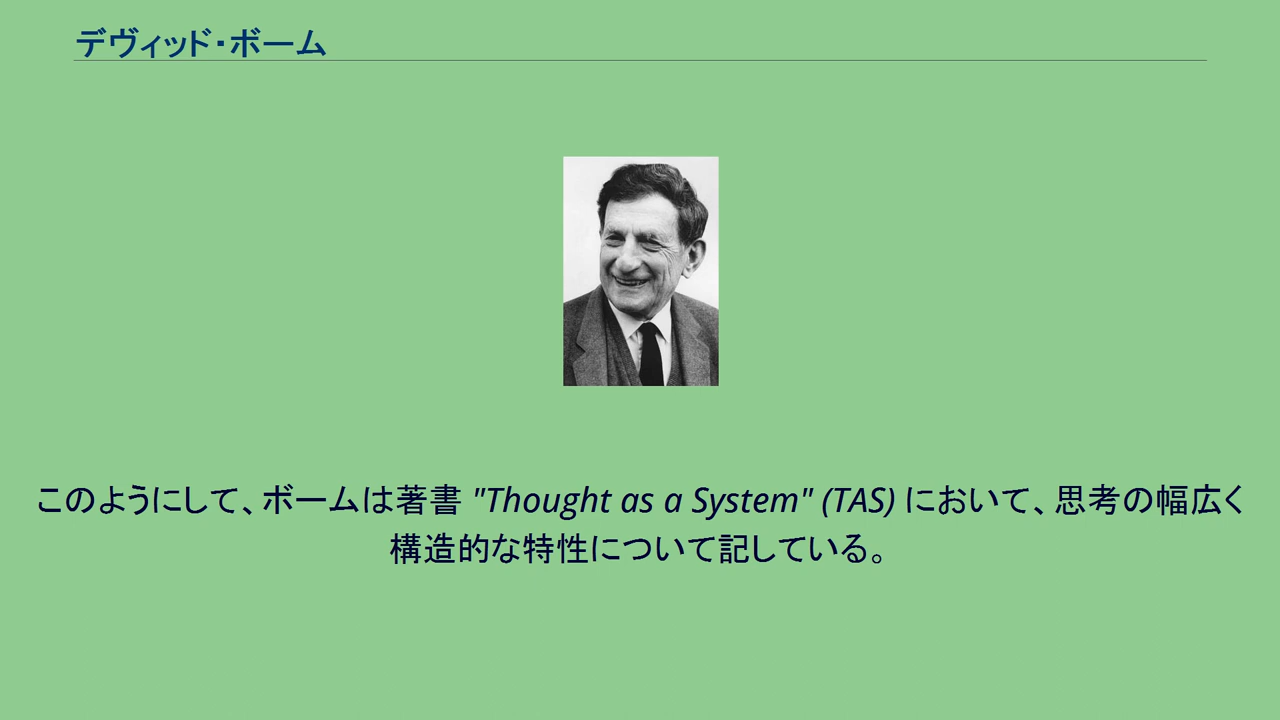 デヴィッド・ボーム
このようにして、ボームは著書 "Thought as a System" (TAS) において、思考の幅広く
構造的な特性について記している。